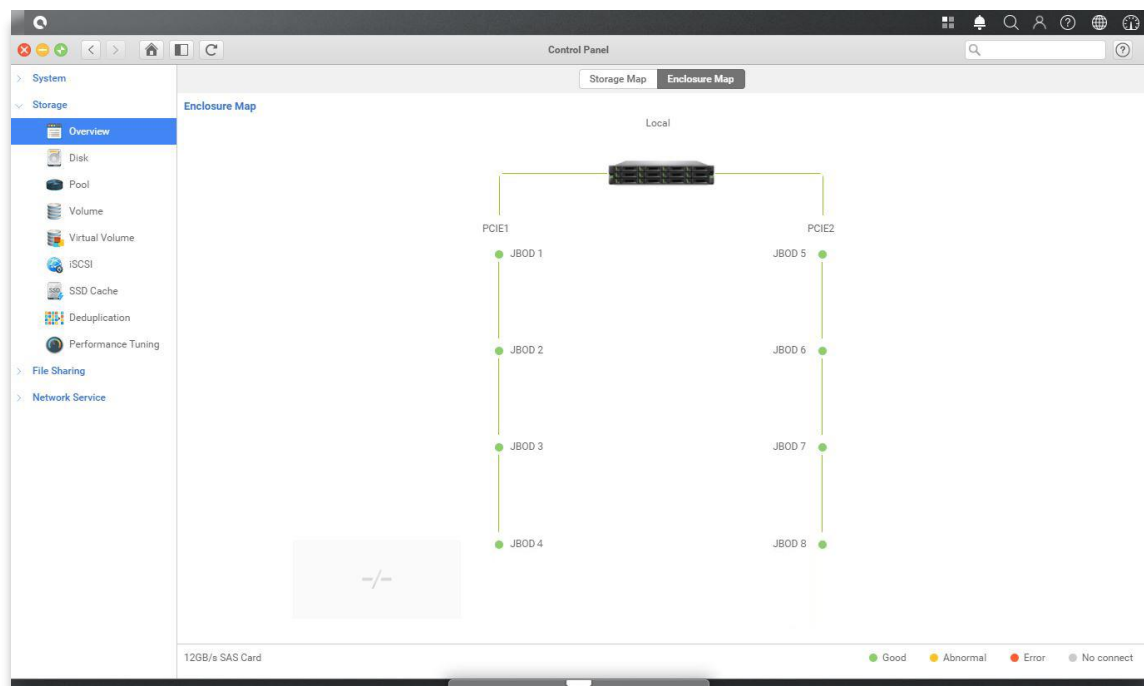 Control Panel
System
Storage
Overview
Disk
Pool
Volume
Virtual Volume
iSCSI
SSD Cache
Deduplication
Performance Tuning
File Sharing
Network Service
Storage Map Enclosure Map
Enclosure Map
Local
PCIE1 PCIE2
JBOD 1 JBOD 5
JBOD 2 JBOD 6
JBOD 3 JBOD 7
JBOD 4 JBOD 8
-/-
12GB/s SAS Card Good Abnormal Error No connect